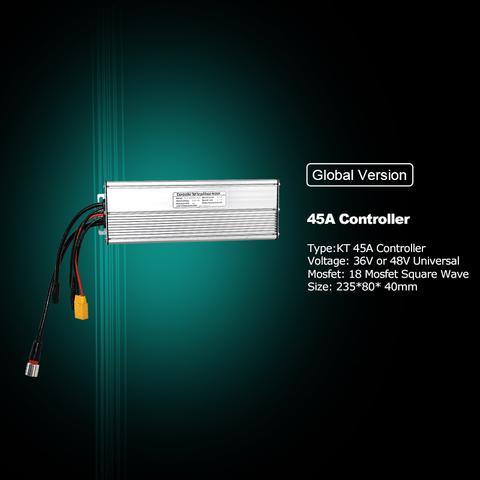 Global Version
45A Controller
Type:KT 45A Controller
Voltage: 36V or 48V Universal
Mosfet: 18 Mosfet Square Wave
Size: 235*80* 40mm